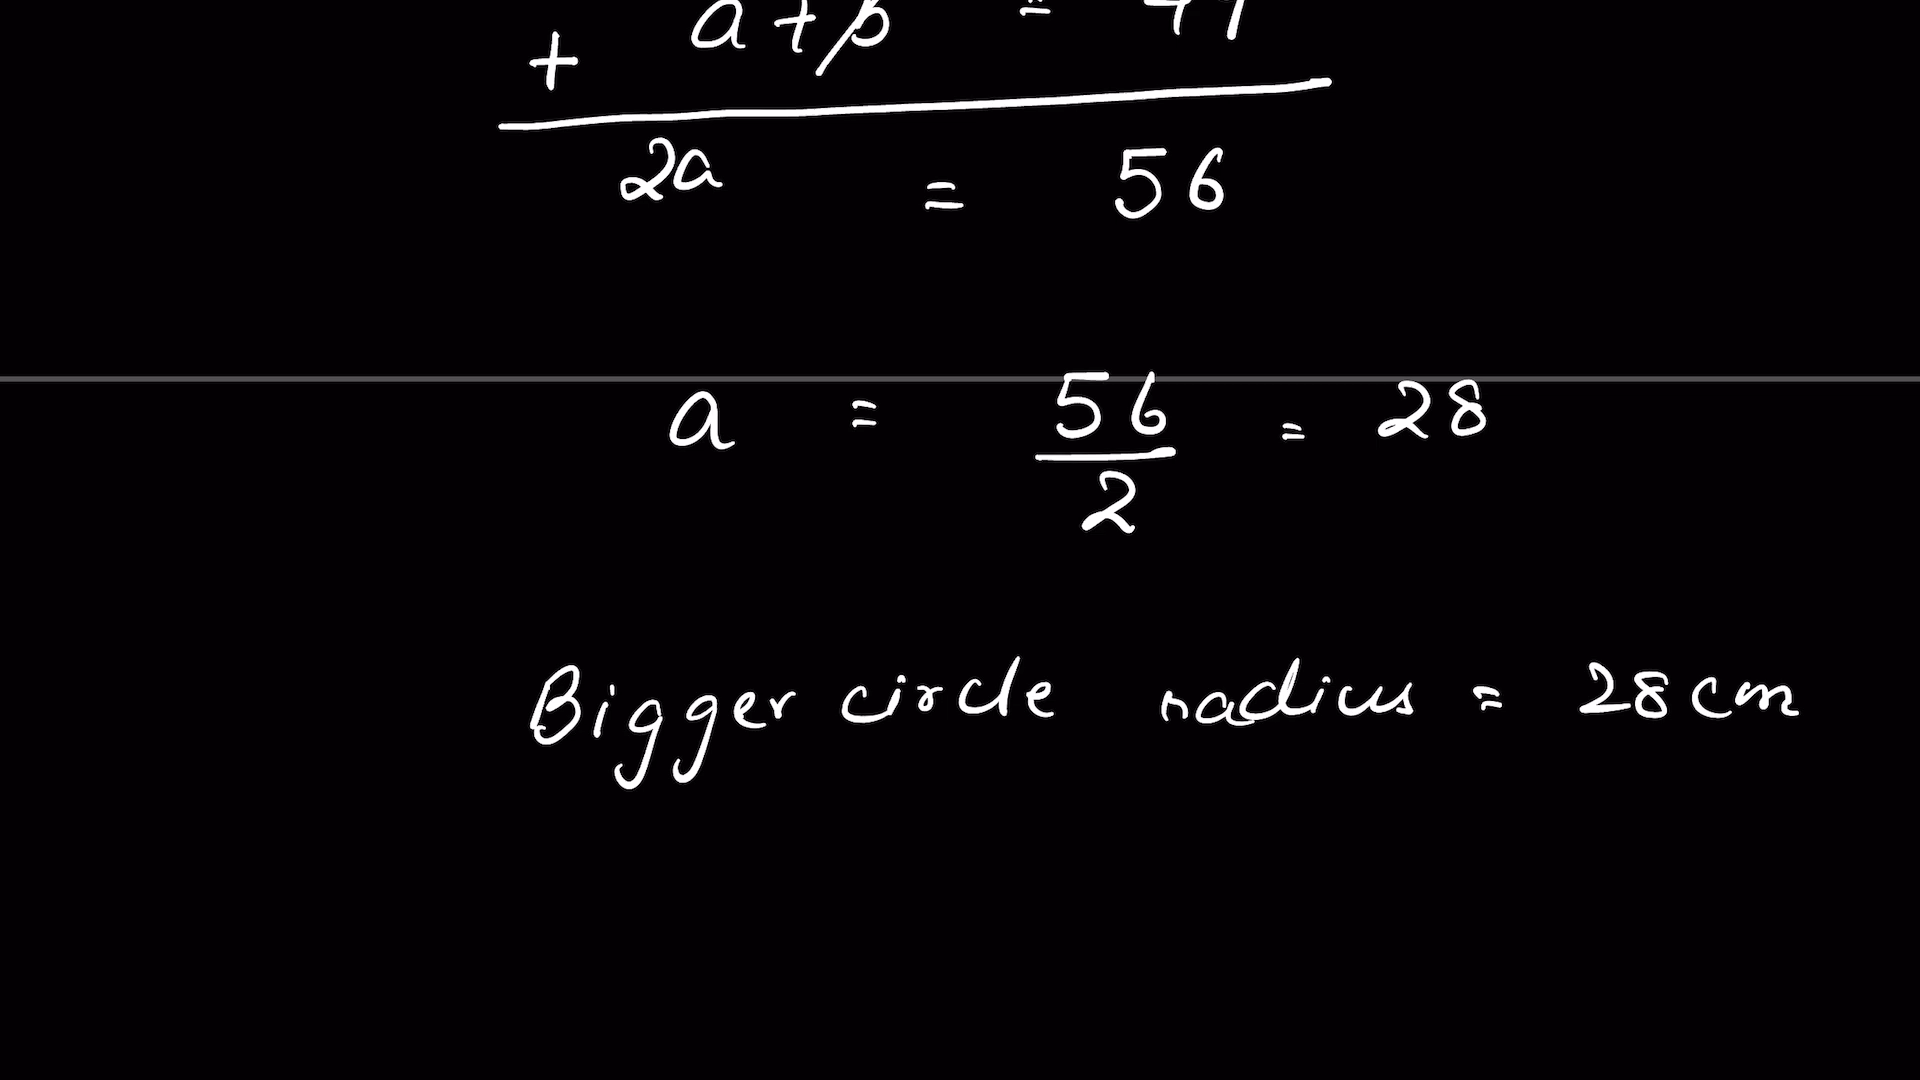 + a+b =
2a = 56
a = 56/2 = 28
Bigger circle radius = 28cm